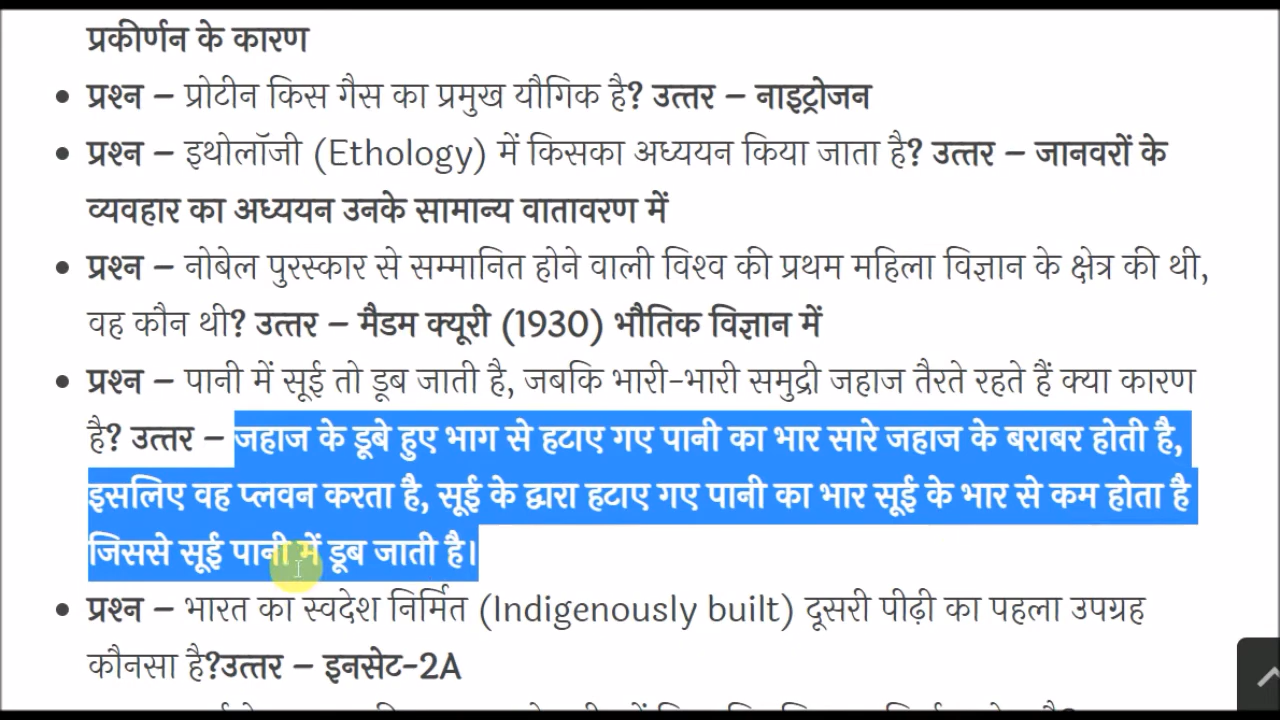 प्रकीर्णन के कारण
• प्रश्न – प्रोटीन किस गैस का प्रमुख यौगिक है? उत्तर – नाइट्रोजन
• प्रश्न – इथोलॉजी (Ethology) में किसका अध्ययन किया जाता है? उत्तर – जानवरों के
व्यवहार का अध्ययन उनके सामान्य वातावरण में
• प्रश्न – नोबेल पुरस्कार से सम्मानित होने वाली विश्व की प्रथम महिला विज्ञान के क्षेत्र की थी,
वह कौन थी? उत्तर – मैडम क्यूरी (1930) भौतिक विज्ञान में
• प्रश्न – पानी में सूई तो डूब जाती है, जबकि भारी-भारी समुद्री जहाज तैरते रहते हैं क्या कारण
है? उत्तर – जहाज के डूबे हुए भाग से हटाए गए पानी का भार सारे जहाज के बराबर होती है,
इसलिए वह प्लवन करता है, सूई के द्वारा हटाए गए पानी का भार सूई के भार से कम होता है
जिससे सूई पानी में डूब जाती है।
• प्रश्न – भारत का स्वदेश निर्मित (Indigenously built) दूसरी पीढ़ी का पहला उपग्रह
कौनसा है?उत्तर – इनसेट-2A